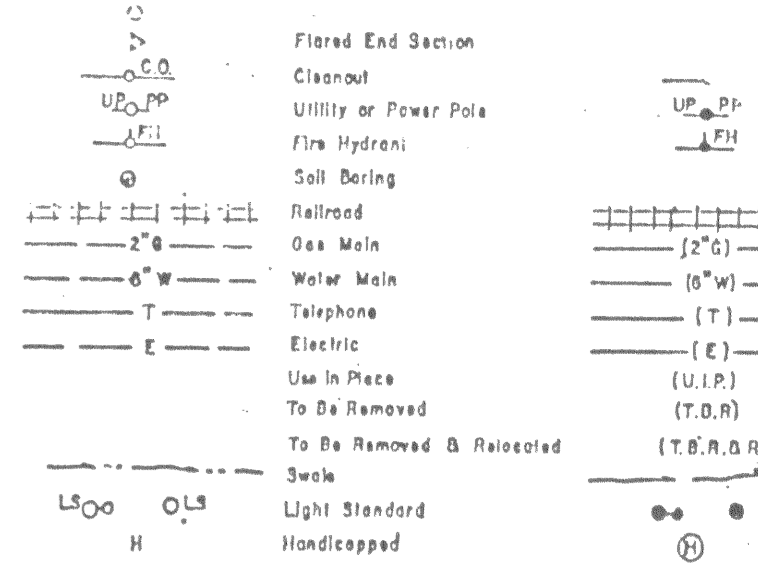 Flared End Section
C.O. Cleanout
UP PP Utility or Power Pole UP PP
FH Fire Hydrant FH
Soil Boring
Railroad
2"G Gas Main (2"G)
6"W Water Main (6"W)
T Telephone (T)
E Electric (E)
Use In Place (U.I.P.)
To Be Removed (T.B.R)
To Be Removed & Relocated (T.B.R.& R
Swale
LS LS Light Standard
H Handicapped H